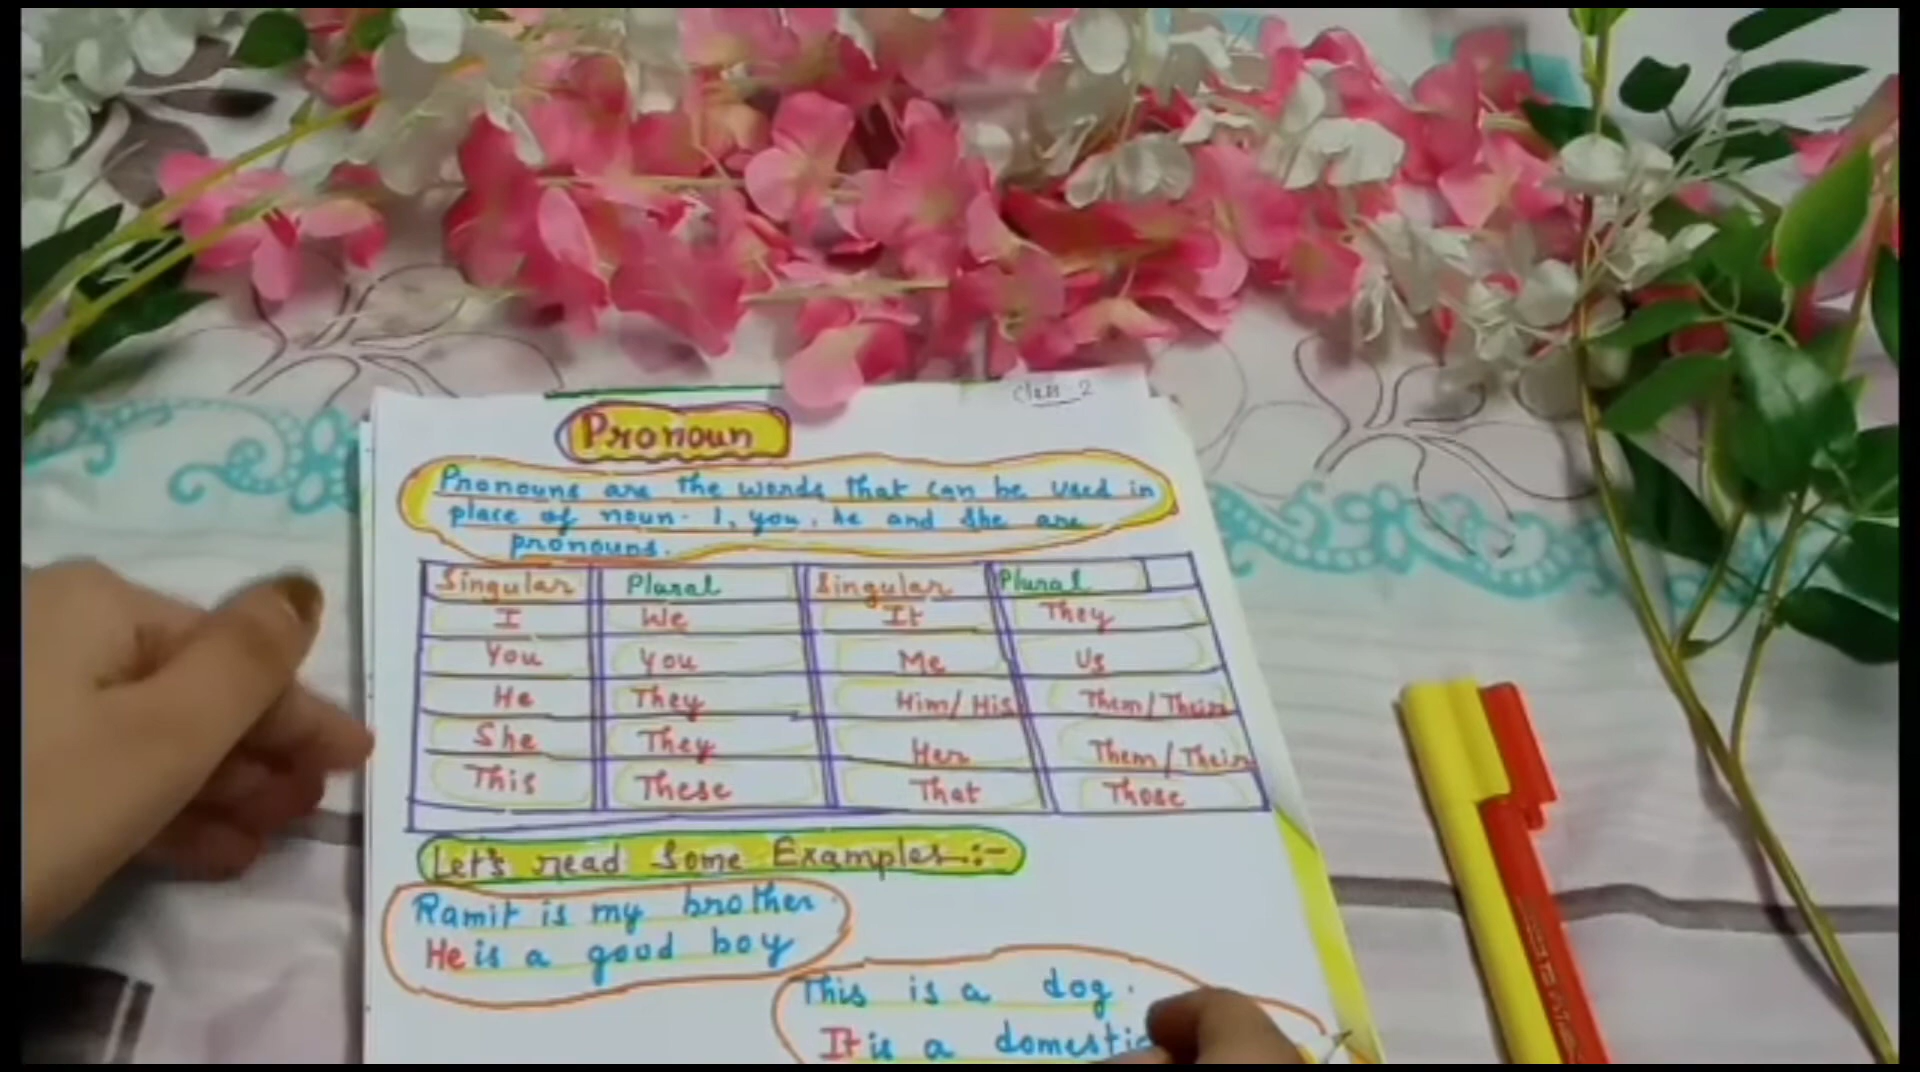 Class-2
Pronoun
Pronouns are the words that can be used in
place of noun. I, you, he and she are
pronouns.
Singular Plural Singular Plural
I We It They
You You Me Us
He They Him/His Them/Their
She They Her Them/Their
This These That Those
Let's read Some Examples:-
Ramit is my brother.
He is a good boy
This is a dog.
It is a domestic